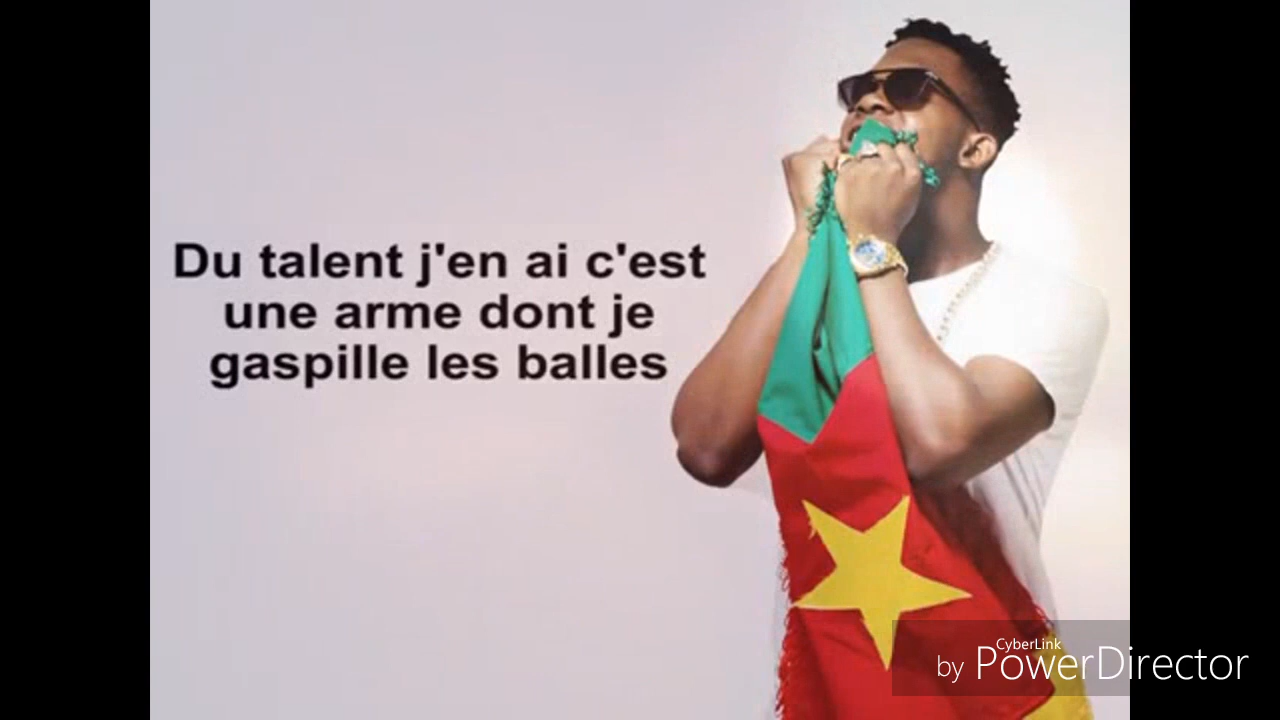 Du talent j'en ai c'est
une arme dont je
gaspille les balles
CyberLink
by PowerDirector